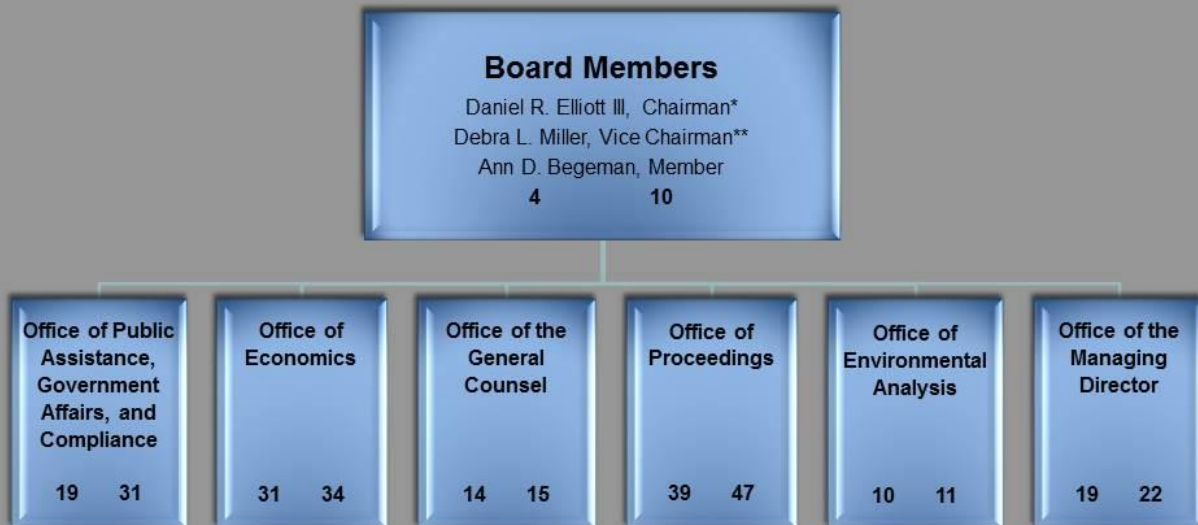 Board Members
Daniel R. Elliott III, Chairman*
Debra L. Miller, Vice Chairman**
Ann D. Begeman, Member
4 10
Office of Public
Assistance,
Government
Affairs, and
Compliance
19 31
Office of
Economics
31 34
Office of the
General
Counsel
14 15
Office of
Proceedings
39 47
Office of
Environmental
Analysis
10 11
Office of the
Managing
Director
19 22